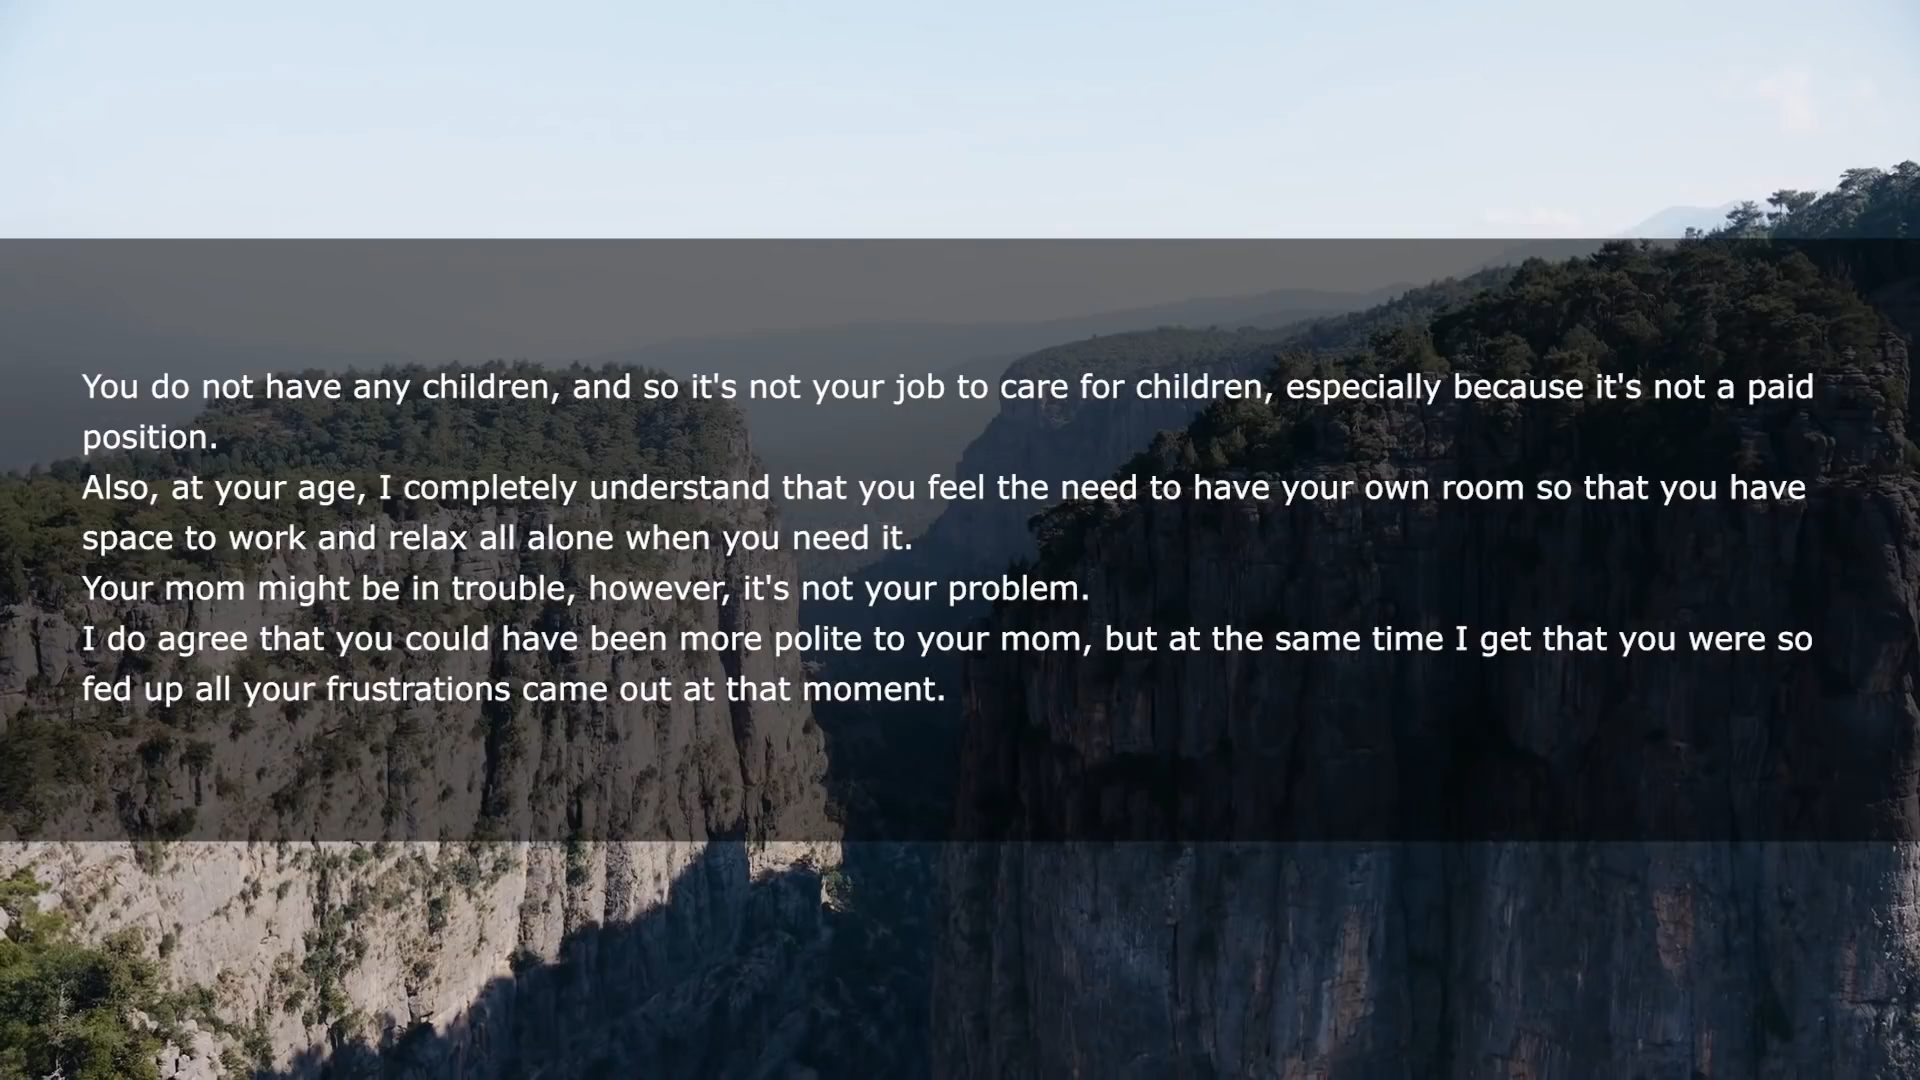 You do not have any children, and so it's not your job to care for children, especially because it's not a paid
position.
Also, at your age, I completely understand that you feel the need to have your own room so that you have
space to work and relax all alone when you need it.
Your mom might be in trouble, however, it's not your problem.
I do agree that you could have been more polite to your mom, but at the same time I get that you were so
fed up all your frustrations came out at that moment.